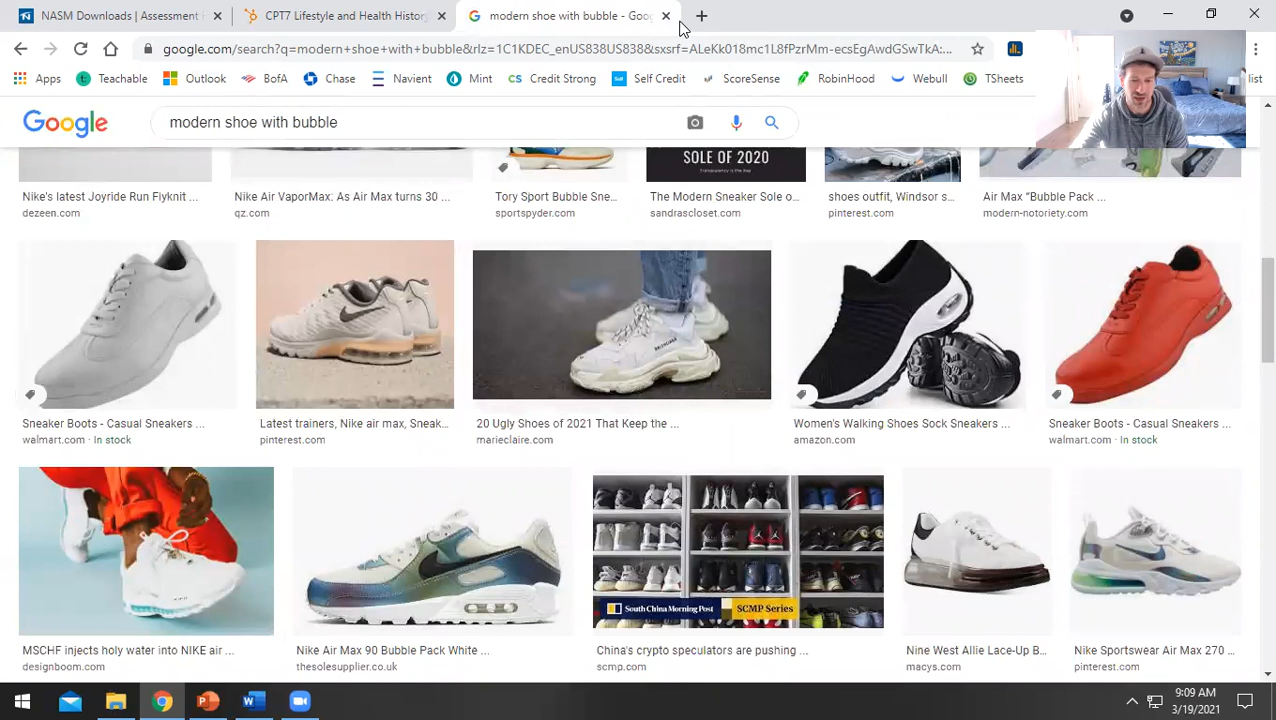 NASM Downloads | Assessment
CPT7 Lifestyle and Health Histor
modern shoe with bubble - Goo
google.com/search?q=modern+shoe+with+bubble&rlz=1C1KDEC_enUS838US838&sxsrf=ALeKk018mc1L8fPzrMm-ecsEgAwdGSwTkA:...
Apps
Teachable
Outlook
BofA
Chase
Navient
Mint
CS Credit Strong
Self Credit
ScoreSense
RobinHood
Webull
TSheets
list
Google
modern shoe with bubble
SOLE OF 2020
Nike's latest Joyride Run Flyknit ...
dezeen.com
Nike Air VaporMax: As Air Max turns 30 ...
qz.com
Tory Sport Bubble Sne...
sportspyder.com
The Modern Sneaker Sole o...
sandrascloset.com
shoes outfit, Windsor s...
pinterest.com
Air Max “Bubble Pack ...
modern-notoriety.com
Sneaker Boots - Casual Sneakers ...
walmart.com · In stock
Latest trainers, Nike air max, Sneak...
pinterest.com
BALENCIAGA
20 Ugly Shoes of 2021 That Keep the ...
marieclaire.com
Women's Walking Shoes Sock Sneakers ...
amazon.com
Sneaker Boots - Casual Sneakers ...
walmart.com · In stock
MSCHF injects holy water into NIKE air ...
designboom.com
Nike Air Max 90 Bubble Pack White ...
thesolesupplier.co.uk
South China Morning Post
SCMP Series
China's crypto speculators are pushing ...
scmp.com
Nine West Allie Lace-Up B...
macys.com
Nike Sportswear Air Max 270 ...
pinterest.com
9:09 AM
3/19/2021